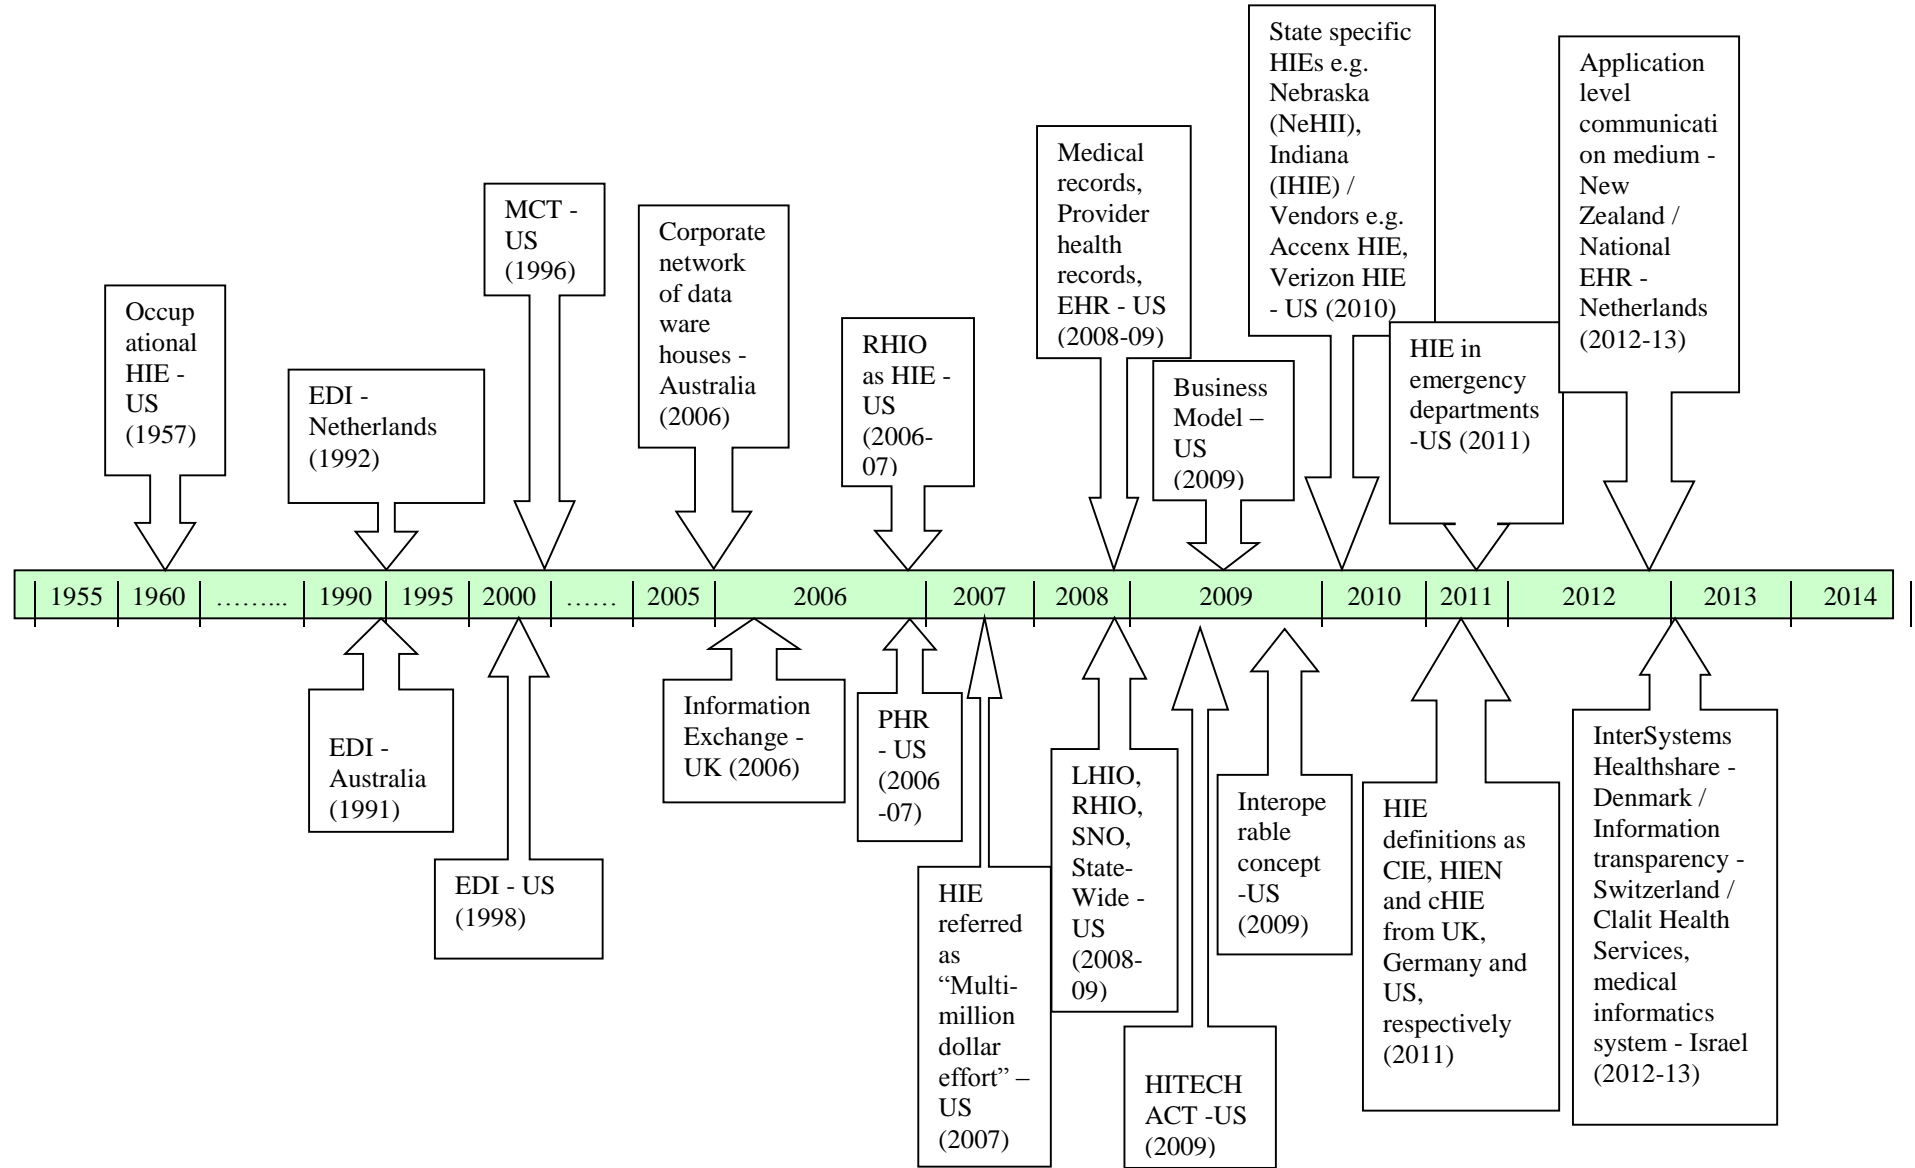 Occup
ational
HIE -
US
(1957)
EDI -
Netherlands
(1992)
MCT -
US
(1996)
Corporate
network
of data
ware
houses -
Australia
(2006)
RHIO
as HIE -
US
(2006-
07)
Medical
records,
Provider
health
records,
EHR - US
(2008-09)
Business
Model –
US
(2009)
State specific
HIEs e.g.
Nebraska
(NeHII),
Indiana
(IHIE) /
Vendors e.g.
Accenx HIE,
Verizon HIE
- US (2010)
HIE in
emergency
departments
-US (2011)
Application
level
communicati
on medium -
New
Zealand /
National
EHR -
Netherlands
(2012-13)
1955 1960 ……... 1990 1995 2000 …… 2005 2006 2007 2008 2009 2010 2011 2012 2013 2014
EDI -
Australia
(1991)
EDI - US
(1998)
Information
Exchange -
UK (2006)
PHR
- US
(2006
-07)
HIE
referred
as
“Multi-
million
dollar
effort” –
US
(2007)
LHIO,
RHIO,
SNO,
State-
Wide -
US
(2008-
09)
HITECH
ACT -US
(2009)
Interope
rable
concept
-US
(2009)
HIE
definitions as
CIE, HIEN
and cHIE
from UK,
Germany and
US,
respectively
(2011)
InterSystems
Healthshare -
Denmark /
Information
transparency -
Switzerland /
Clalit Health
Services,
medical
informatics
system - Israel
(2012-13)